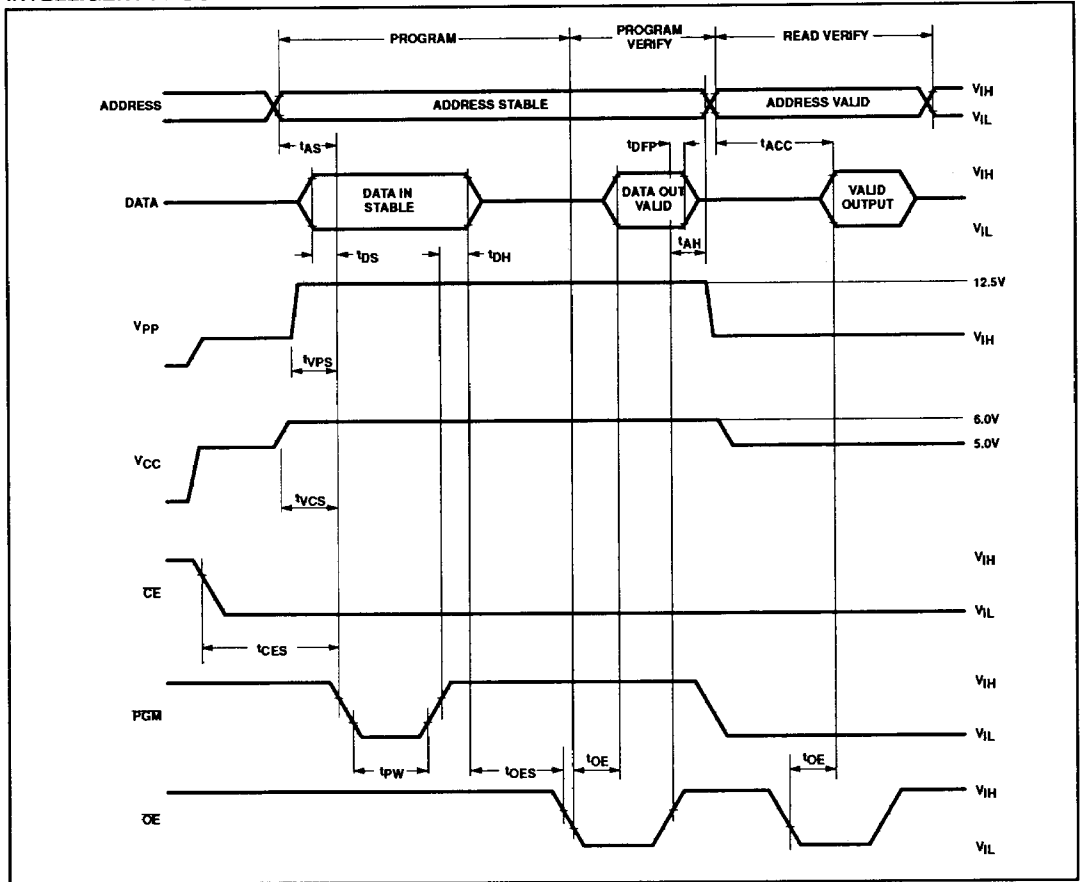 PROGRAM
PROGRAM
VERIFY
READ VERIFY
ADDRESS
ADDRESS STABLE
ADDRESS VALID
VIH
VIL
tAS
tDFP
tACC
DATA
DATA IN
STABLE
DATA OUT
VALID
VALID
OUTPUT
VIH
VIL
tDS
tDH
tAH
VPP
12.5V
VIH
tVPS
VCC
6.0V
5.0V
tVCS
CE
VIH
VIL
tCES
PGM
VIH
VIL
tPW
tOES
tOE
tOE
OE
VIH
VIL